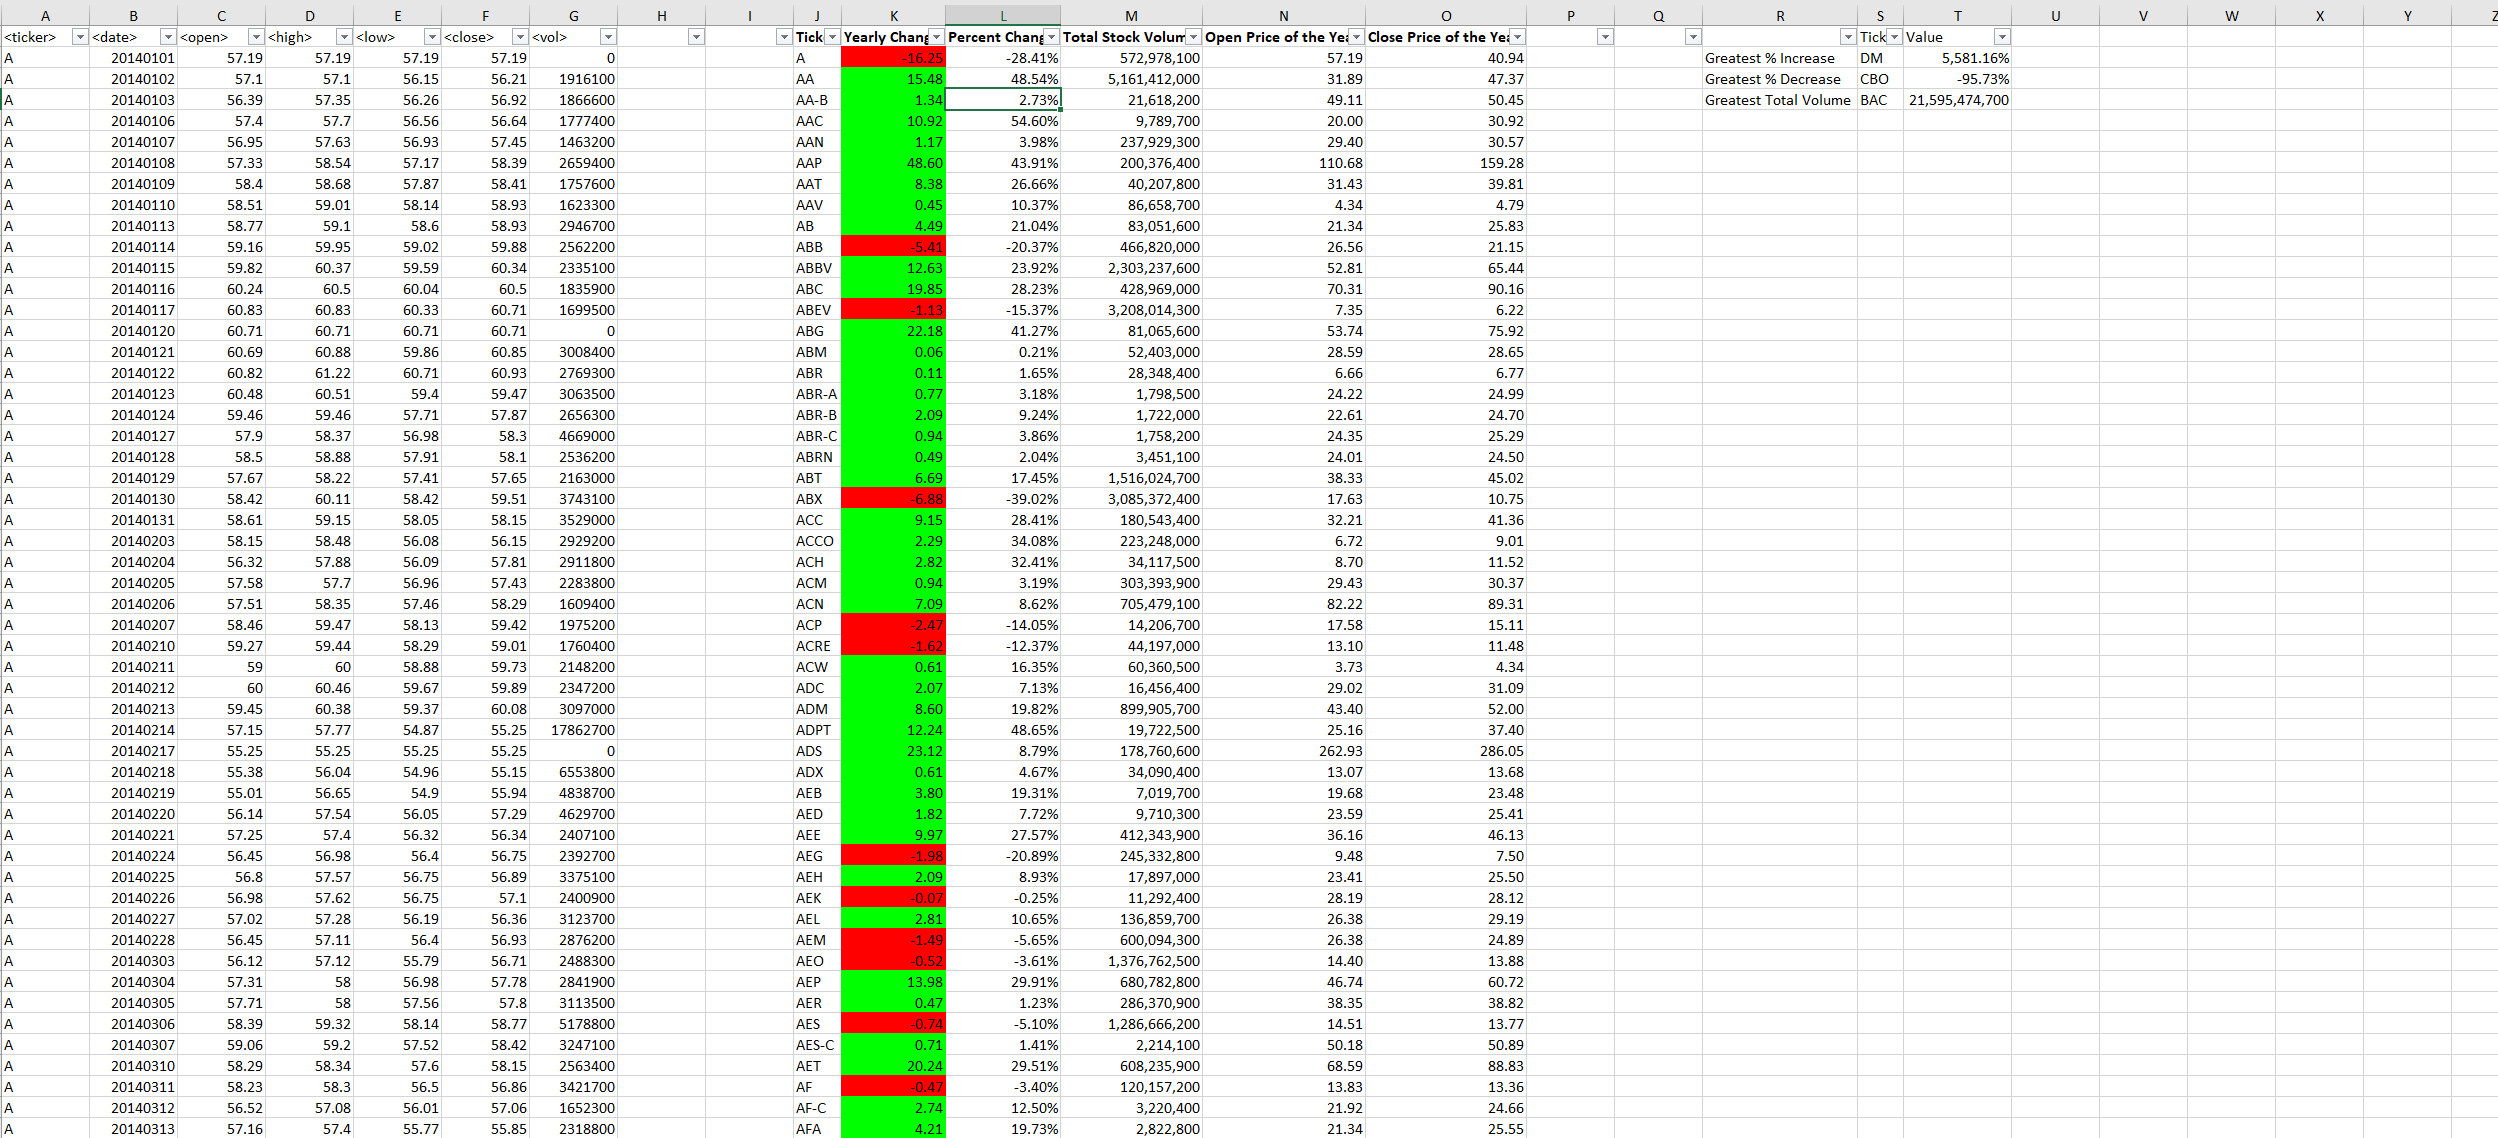 A B C D E F G H I J K L M N O P Q R S T U V W X Y Z
<ticker> <date> <open> <high> <low> <close> <vol> Tick Yearly Chang Percent Chang Total Stock Volum Open Price of the Yea Close Price of the Yea Tick Value
A 20140101 57.19 57.19 57.19 57.19 0 A -16.25 -28.41% 572,978,100 57.19 40.94 Greatest % Increase DM 5,581.16%
A 20140102 57.1 57.1 56.15 56.21 1916100 AA 15.48 48.54% 5,161,412,000 31.89 47.37 Greatest % Decrease CBO -95.73%
A 20140103 56.39 57.35 56.26 56.92 1866600 AA-B 1.34 2.73% 21,618,200 49.11 50.45 Greatest Total Volume BAC 21,595,474,700
A 20140106 57.4 57.7 56.56 56.64 1777400 AAC 10.92 54.60% 9,789,700 20.00 30.92
A 20140107 56.95 57.63 56.93 57.45 1463200 AAN 1.17 3.98% 237,929,300 29.40 30.57
A 20140108 57.33 58.54 57.17 58.39 2659400 AAP 48.60 43.91% 200,376,400 110.68 159.28
A 20140109 58.4 58.68 57.87 58.41 1757600 AAT 8.38 26.66% 40,207,800 31.43 39.81
A 20140110 58.51 59.01 58.14 58.93 1623300 AAV 0.45 10.37% 86,658,700 4.34 4.79
A 20140113 58.77 59.1 58.6 58.93 2946700 AB 4.49 21.04% 83,051,600 21.34 25.83
A 20140114 59.16 59.95 59.02 59.88 2562200 ABB -5.41 -20.37% 466,820,000 26.56 21.15
A 20140115 59.82 60.37 59.59 60.34 2335100 ABBV 12.63 23.92% 2,303,237,600 52.81 65.44
A 20140116 60.24 60.5 60.04 60.5 1835900 ABC 19.85 28.23% 428,969,000 70.31 90.16
A 20140117 60.83 60.83 60.33 60.71 1699500 ABEV -1.13 -15.37% 3,208,014,300 7.35 6.22
A 20140120 60.71 60.71 60.71 60.71 0 ABG 22.18 41.27% 81,065,600 53.74 75.92
A 20140121 60.69 60.88 59.86 60.85 3008400 ABM 0.06 0.21% 52,403,000 28.59 28.65
A 20140122 60.82 61.22 60.71 60.93 2769300 ABR 0.11 1.65% 28,348,400 6.66 6.77
A 20140123 60.48 60.51 59.4 59.47 3063500 ABR-A 0.77 3.18% 1,798,500 24.22 24.99
A 20140124 59.46 59.46 57.71 57.87 2656300 ABR-B 2.09 9.24% 1,722,000 22.61 24.70
A 20140127 57.9 58.37 56.98 58.3 4669000 ABR-C 0.94 3.86% 1,758,200 24.35 25.29
A 20140128 58.5 58.88 57.91 58.1 2536200 ABRN 0.49 2.04% 3,451,100 24.01 24.50
A 20140129 57.67 58.22 57.41 57.65 2163000 ABT 6.69 17.45% 1,516,024,700 38.33 45.02
A 20140130 58.42 60.11 58.42 59.51 3743100 ABX -6.88 -39.02% 3,085,372,400 17.63 10.75
A 20140131 58.61 59.15 58.05 58.15 3529000 ACC 9.15 28.41% 180,543,400 32.21 41.36
A 20140203 58.15 58.48 56.08 56.15 2929200 ACCO 2.29 34.08% 223,248,000 6.72 9.01
A 20140204 56.32 57.88 56.09 57.81 2911800 ACH 2.82 32.41% 34,117,500 8.70 11.52
A 20140205 57.58 57.7 56.96 57.43 2283800 ACM 0.94 3.19% 303,393,900 29.43 30.37
A 20140206 57.51 58.35 57.46 58.29 1609400 ACN 7.09 8.62% 705,479,100 82.22 89.31
A 20140207 58.46 59.47 58.13 59.42 1975200 ACP -2.47 -14.05% 14,206,700 17.58 15.11
A 20140210 59.27 59.44 58.29 59.01 1760400 ACRE -1.62 -12.37% 44,197,000 13.10 11.48
A 20140211 59 60 58.88 59.73 2148200 ACW 0.61 16.35% 60,360,500 3.73 4.34
A 20140212 60 60.46 59.67 59.89 2347200 ADC 2.07 7.13% 16,456,400 29.02 31.09
A 20140213 59.45 60.38 59.37 60.08 3097000 ADM 8.60 19.82% 899,905,700 43.40 52.00
A 20140214 57.15 57.77 54.87 55.25 17862700 ADPT 12.24 48.65% 19,722,500 25.16 37.40
A 20140217 55.25 55.25 55.25 55.25 0 ADS 23.12 8.79% 178,760,600 262.93 286.05
A 20140218 55.38 56.04 54.96 55.15 6553800 ADX 0.61 4.67% 34,090,400 13.07 13.68
A 20140219 55.01 56.65 54.9 55.94 4838700 AEB 3.80 19.31% 7,019,700 19.68 23.48
A 20140220 56.14 57.54 56.05 57.29 4629700 AED 1.82 7.72% 9,710,300 23.59 25.41
A 20140221 57.25 57.4 56.32 56.34 2407100 AEE 9.97 27.57% 412,343,900 36.16 46.13
A 20140224 56.45 56.98 56.4 56.75 2392700 AEG -1.98 -20.89% 245,332,800 9.48 7.50
A 20140225 56.8 57.57 56.75 56.89 3375100 AEH 2.09 8.93% 17,897,000 23.41 25.50
A 20140226 56.98 57.62 56.75 57.1 2400900 AEK -0.07 -0.25% 11,292,400 28.19 28.12
A 20140227 57.02 57.28 56.19 56.36 3123700 AEL 2.81 10.65% 136,859,700 26.38 29.19
A 20140228 56.45 57.11 56.4 56.93 2876200 AEM -1.49 -5.65% 600,094,300 26.38 24.89
A 20140303 56.12 57.12 55.79 56.71 2488300 AEO -0.52 -3.61% 1,376,762,500 14.40 13.88
A 20140304 57.31 58 56.98 57.78 2841900 AEP 13.98 29.91% 680,782,800 46.74 60.72
A 20140305 57.71 58 57.56 57.8 3113500 AER 0.47 1.23% 286,370,900 38.35 38.82
A 20140306 58.39 59.32 58.14 58.77 5178800 AES -0.74 -5.10% 1,286,666,200 14.51 13.77
A 20140307 59.06 59.2 57.52 58.42 3247100 AES-C 0.71 1.41% 2,214,100 50.18 50.89
A 20140310 58.29 58.34 57.6 58.15 2563400 AET 20.24 29.51% 608,235,900 68.59 88.83
A 20140311 58.23 58.3 56.5 56.86 3421700 AF -0.47 -3.40% 120,157,200 13.83 13.36
A 20140312 56.52 57.08 56.01 57.06 1652300 AF-C 2.74 12.50% 3,220,400 21.92 24.66
A 20140313 57.16 57.4 55.77 55.85 2318800 AFA 4.21 19.73% 2,822,800 21.34 25.55